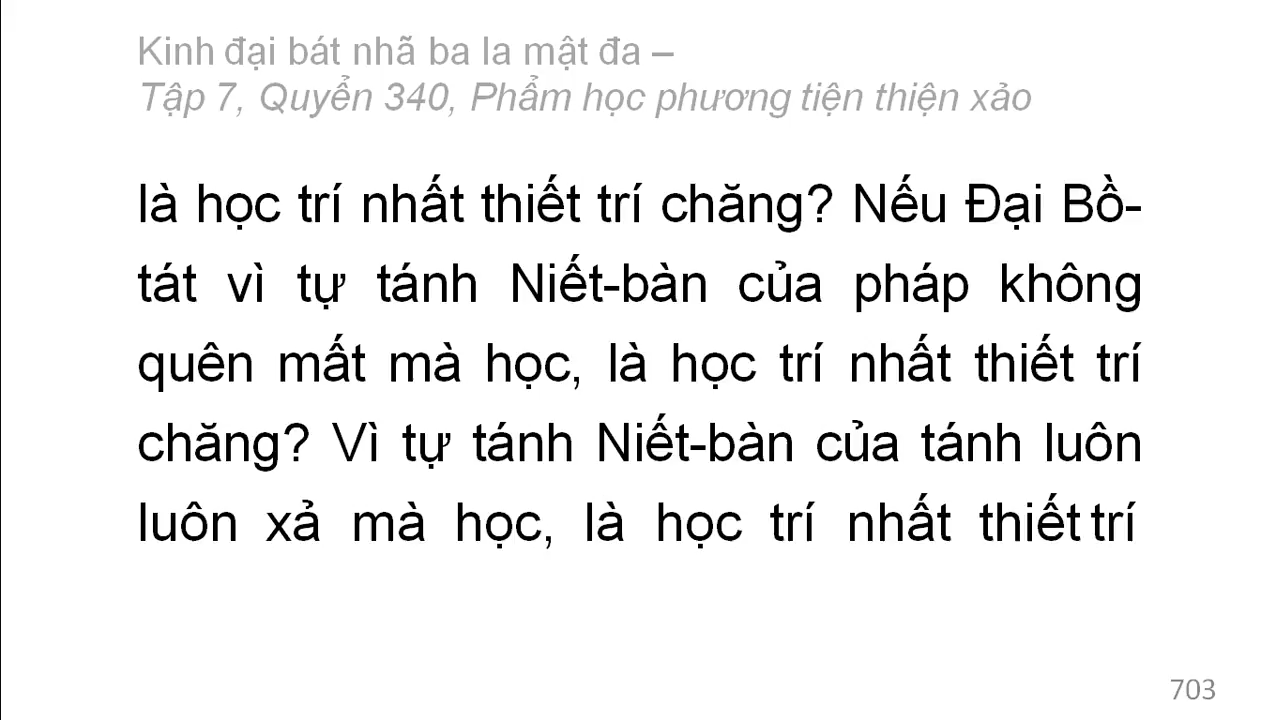 Kinh đại bát nhã ba la mật đa –
Tập 7, Quyển 340, Phẩm học phương tiện thiện xảo
là học trí nhất thiết trí chăng? Nếu Đại Bồ-
tát vì tự tánh Niết-bàn của pháp không
quên mất mà học, là học trí nhất thiết trí
chăng? Vì tự tánh Niết-bàn của tánh luôn
luôn xả mà học, là học trí nhất thiết trí
703